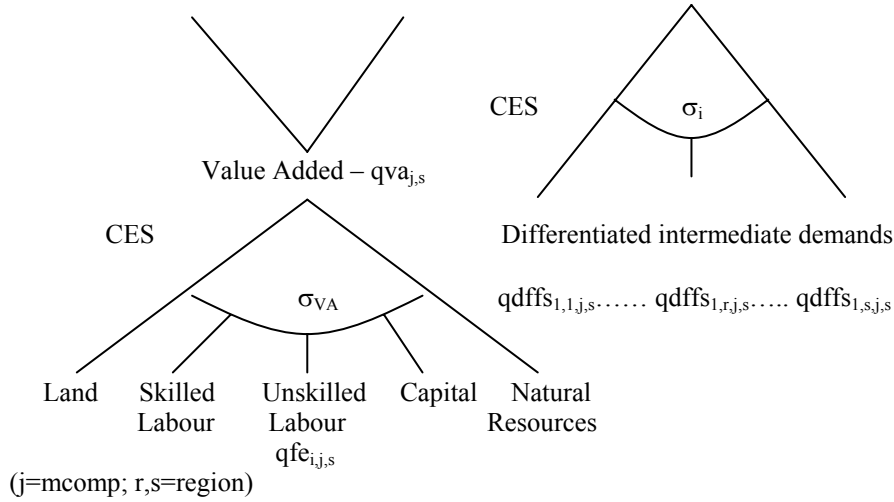 CES
σi
Value Added – qvaj,s
CES
Differentiated intermediate demands
σVA
qdffs1,1,j,s…… qdffs1,r,j,s….. qdffs1,s,j,s
Land Skilled Unskilled Capital Natural
Labour Labour Resources
qfei,j,s
(j=mcomp; r,s=region)